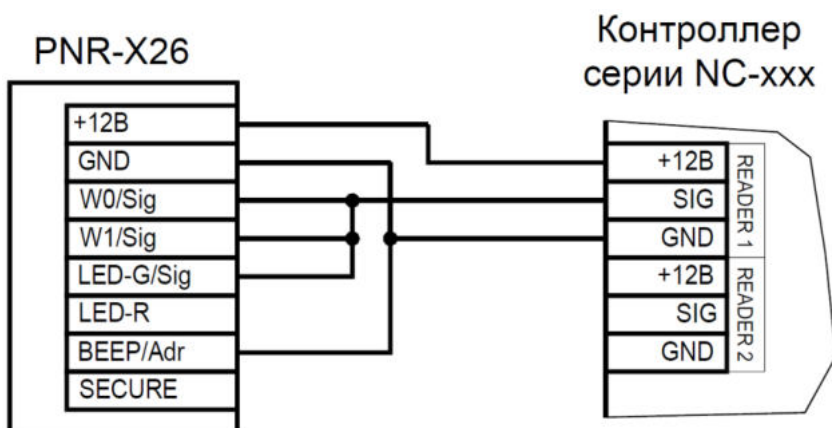 PNR-X26
Контроллер
серии NC-xxx
+12В
GND
W0/Sig
W1/Sig
LED-G/Sig
LED-R
BEEP/Adr
SECURE
+12В
SIG
GND
READER 1
+12В
SIG
GND
READER 2